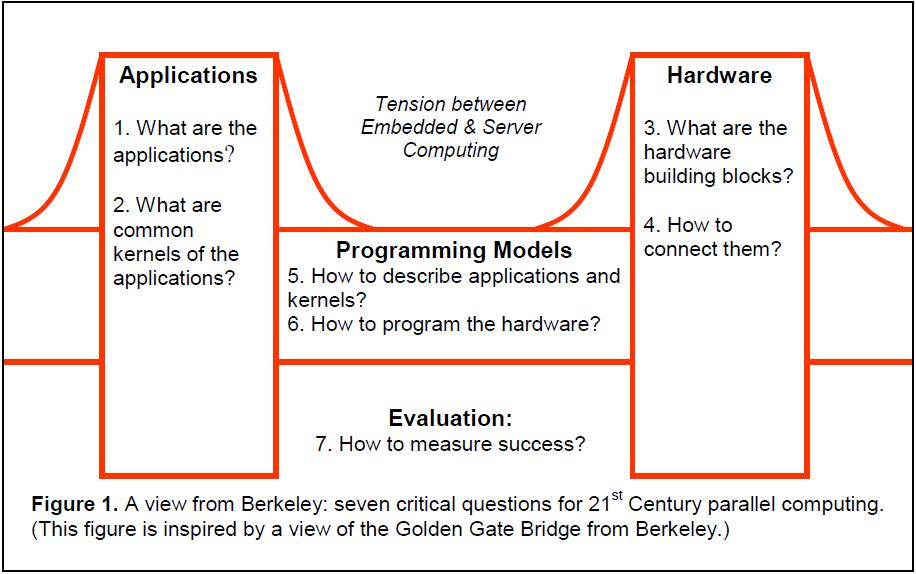 Applications
1. What are the
applications?
2. What are
common
kernels of the
applications?
Tension between
Embedded & Server
Computing
Hardware
3. What are the
hardware
building blocks?
4. How to
connect them?
Programming Models
5. How to describe applications and
kernels?
6. How to program the hardware?
Evaluation:
7. How to measure success?
Figure 1. A view from Berkeley: seven critical questions for 21st Century parallel computing.
(This figure is inspired by a view of the Golden Gate Bridge from Berkeley.)